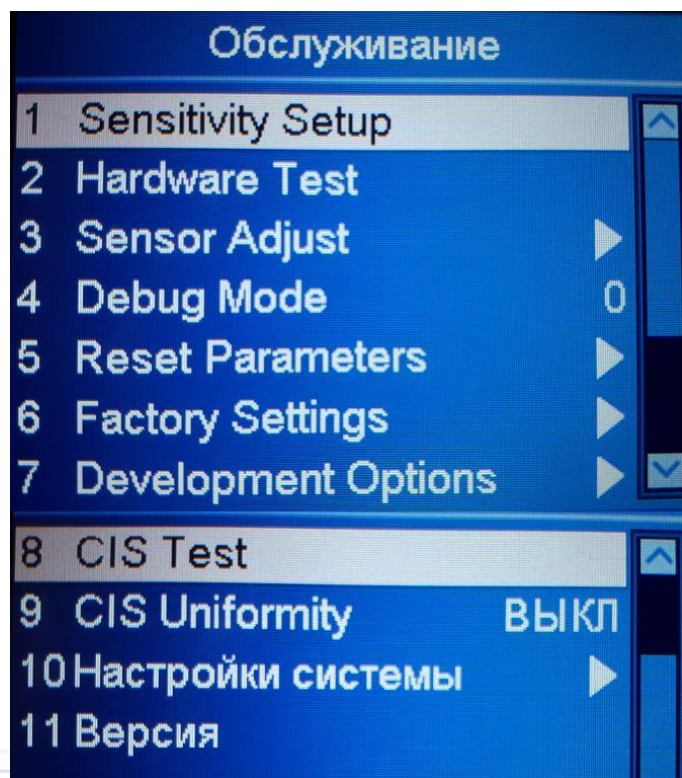 Обслуживание
1 Sensitivity Setup
2 Hardware Test
3 Sensor Adjust
4 Debug Mode 0
5 Reset Parameters
6 Factory Settings
7 Development Options
8 CIS Test
9 CIS Uniformity ВЫКЛ
10 Настройки системы
11 Версия